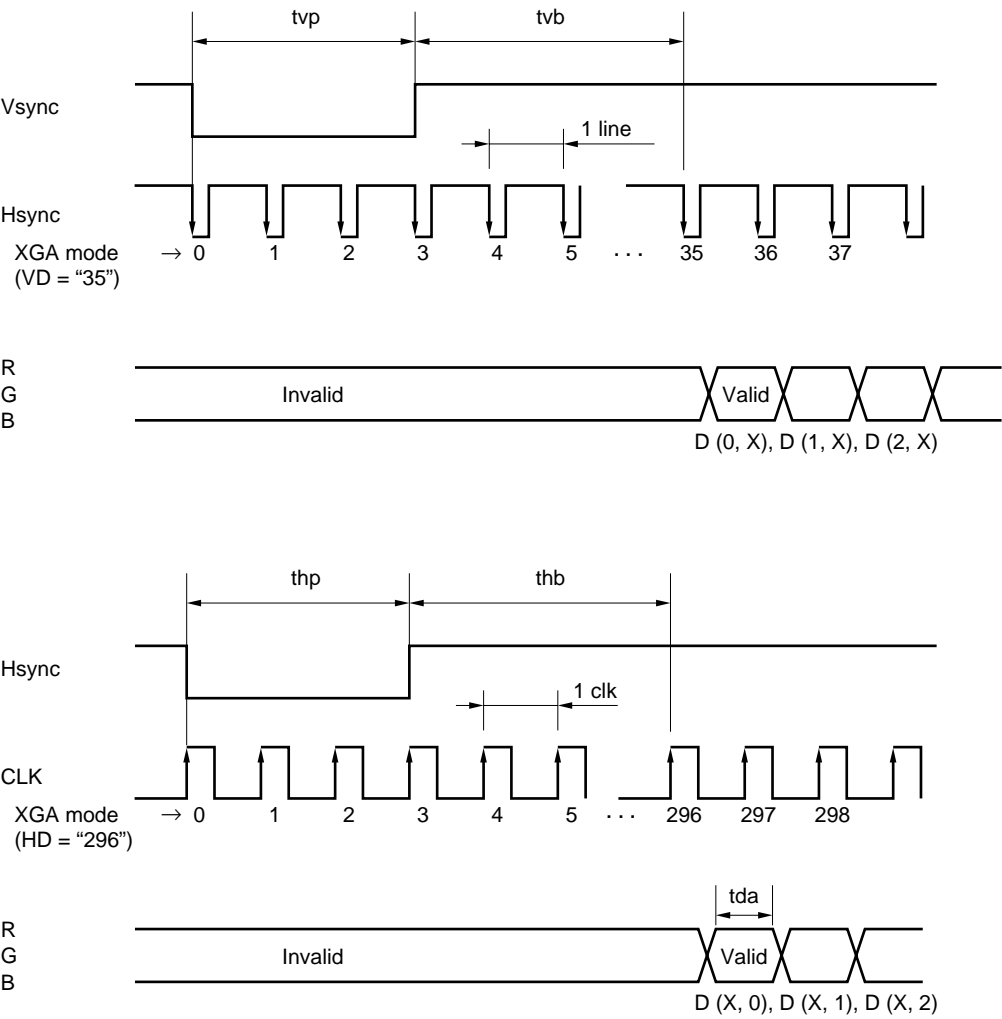 tvp tvb
Vsync
1 line
Hsync
XGA mode → 0 1 2 3 4 5 ··· 35 36 37
(VD = “35”)
R
G Invalid Valid
B
D (0, X), D (1, X), D (2, X)
thp thb
Hsync
1 clk
CLK
XGA mode → 0 1 2 3 4 5 ··· 296 297 298
(HD = “296”)
tda
R
G Invalid Valid
B
D (X, 0), D (X, 1), D (X, 2)